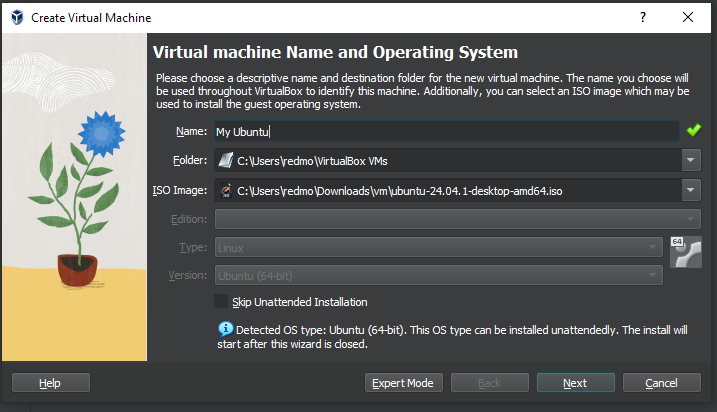 Create Virtual Machine
?
Virtual machine Name and Operating System
Please choose a descriptive name and destination folder for the new virtual machine. The name you choose will
be used throughout VirtualBox to identify this machine. Additionally, you can select an ISO image which may be
used to install the guest operating system.
Name: My Ubuntu
Folder: C:\Users\redmo\VirtualBox VMs
ISO Image: C:\Users\redmo\Downloads\vm\ubuntu-24.04.1-desktop-amd64.iso
Edition:
Type: Linux
64
Version: Ubuntu (64-bit)
Skip Unattended Installation
Detected OS type: Ubuntu (64-bit). This OS type can be installed unattendedly. The install will
start after this wizard is closed.
Help Expert Mode Back Next Cancel